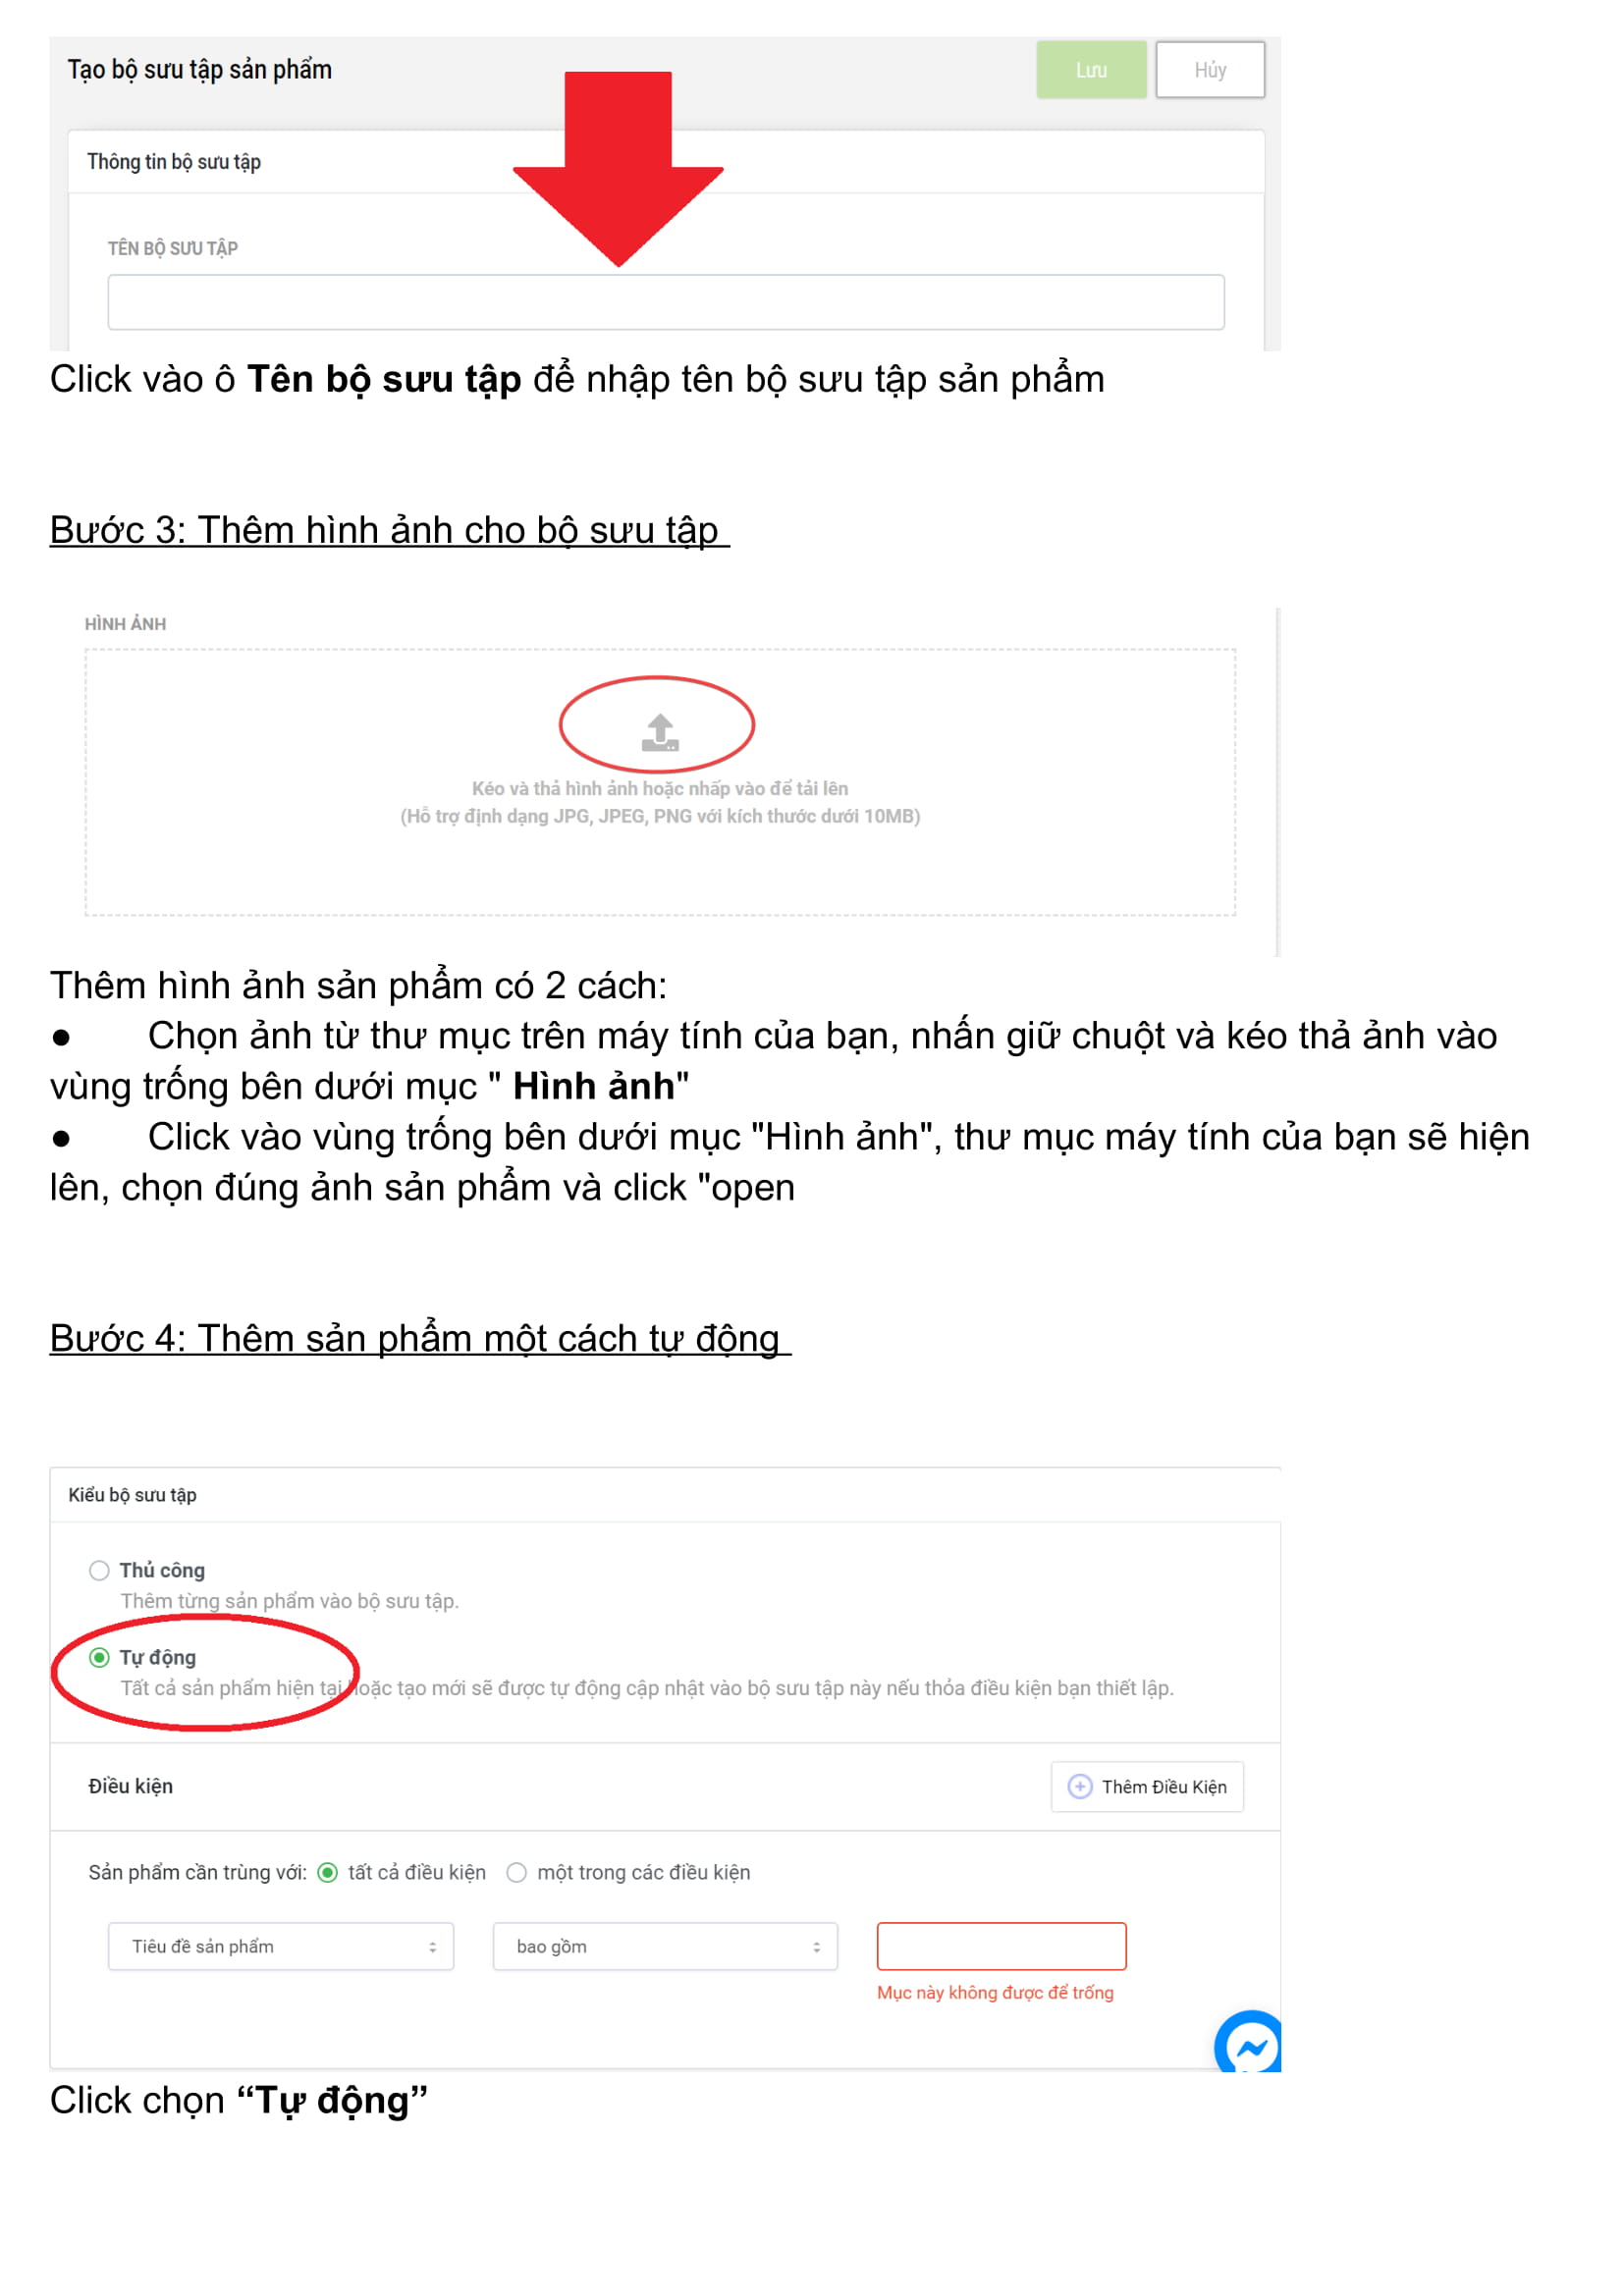 Tạo bộ sưu tập sản phẩm
Lưu
Hủy
Thông tin bộ sưu tập
TÊN BỘ SƯU TẬP
Click vào ô Tên bộ sưu tập để nhập tên bộ sưu tập sản phẩm
Bước 3: Thêm hình ảnh cho bộ sưu tập
HÌNH ẢNH
Kéo và thả hình ảnh hoặc nhấp vào để tải lên
(Hỗ trợ định dạng JPG, JPEG, PNG với kích thước dưới 10MB)
Thêm hình ảnh sản phẩm có 2 cách:
● Chọn ảnh từ thư mục trên máy tính của bạn, nhấn giữ chuột và kéo thả ảnh vào
vùng trống bên dưới mục " Hình ảnh"
● Click vào vùng trống bên dưới mục "Hình ảnh", thư mục máy tính của bạn sẽ hiện
lên, chọn đúng ảnh sản phẩm và click "open
Bước 4: Thêm sản phẩm một cách tự động
Kiểu bộ sưu tập
Thủ công
Thêm từng sản phẩm vào bộ sưu tập.
Tự động
Tất cả sản phẩm hiện tại hoặc tạo mới sẽ được tự động cập nhật vào bộ sưu tập này nếu thỏa điều kiện bạn thiết lập.
Điều kiện
Thêm Điều Kiện
Sản phẩm cần trùng với: tất cả điều kiện một trong các điều kiện
Tiêu đề sản phẩm
bao gồm
Mục này không được để trống
Click chọn “Tự động”